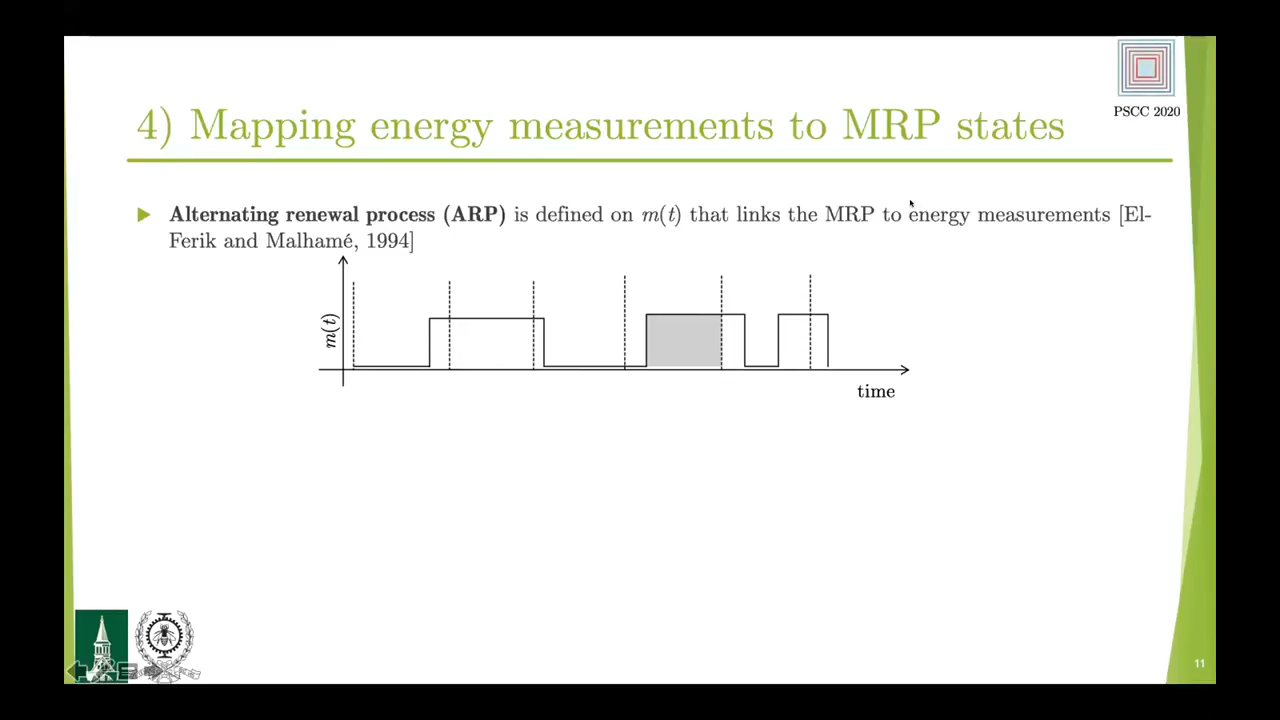 PSCC 2020
4) Mapping energy measurements to MRP states
Alternating renewal process (ARP) is defined on m(t) that links the MRP to energy measurements [El-
Ferik and Malhamé, 1994]
m(t)
time
11